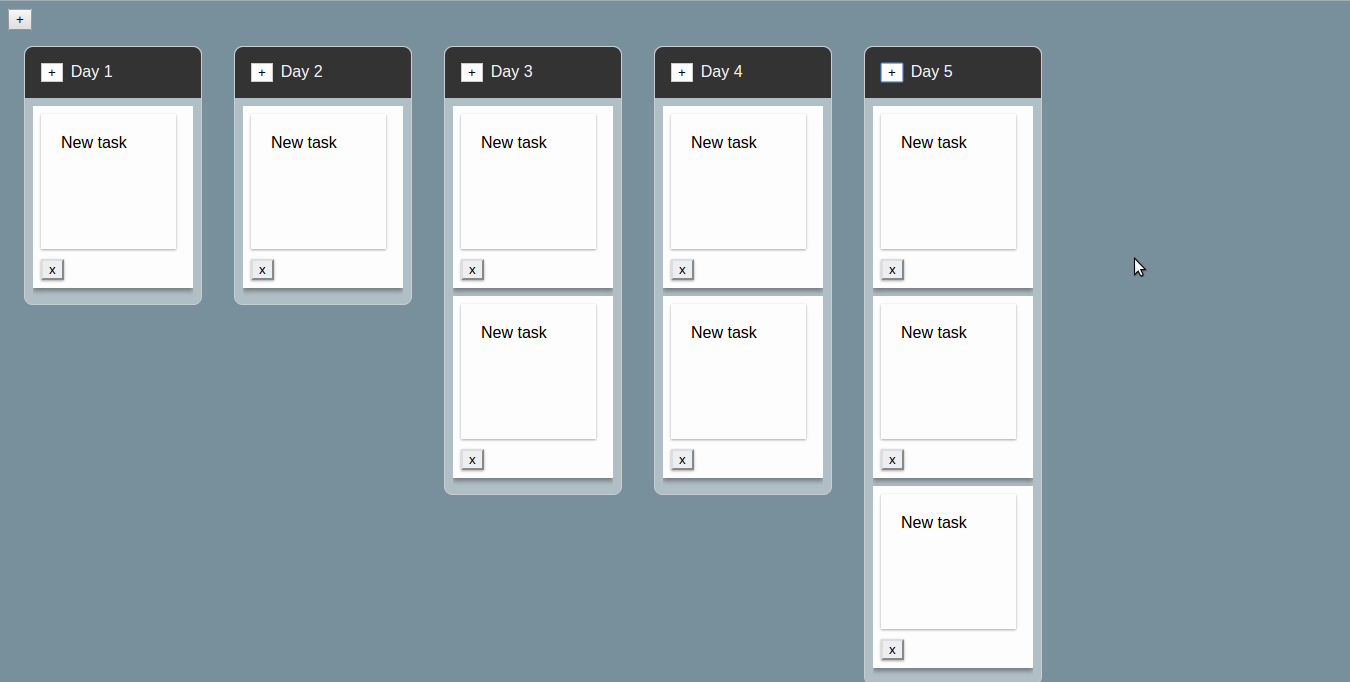 +
+ Day 1
New task
x
+ Day 2
New task
x
+ Day 3
New task
x
New task
x
+ Day 4
New task
x
New task
x
+ Day 5
New task
x
New task
x
New task
x